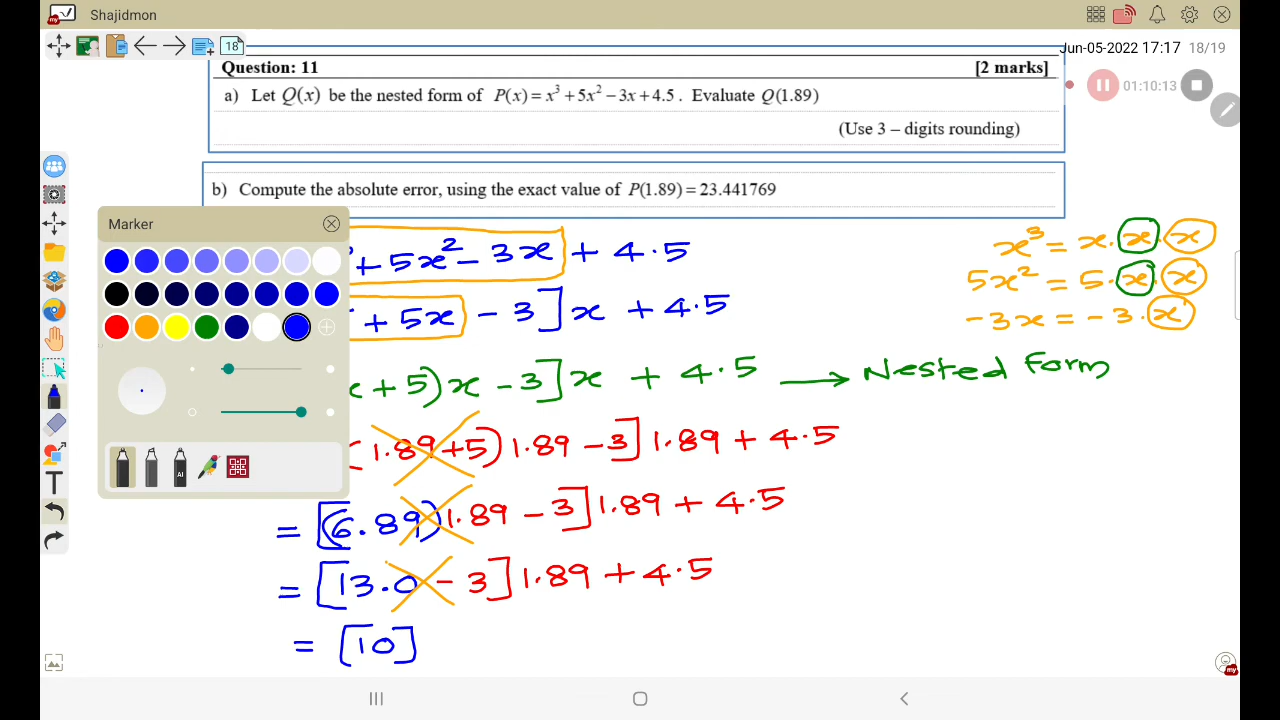 Shajidmon
18
Jun-05-2022 17:17 18/19
Question: 11 [2 marks]
01:10:13
a) Let Q(x) be the nested form of P(x) = x³ + 5x² − 3x + 4.5 . Evaluate Q(1.89)
(Use 3 – digits rounding)
b) Compute the absolute error, using the exact value of P(1.89) = 23.441769
Marker
+ 5x² - 3x + 4.5
+ 5x - 3]x + 4.5
x + 5)x - 3]x + 4.5 → Nested Form
(1.89 + 5) 1.89 - 3] 1.89 + 4.5
= [(6.89) 1.89 - 3] 1.89 + 4.5
= [13.0 - 3] 1.89 + 4.5
= [10]
x³ = x·x·x
5x² = 5·x·x
-3x = -3·x
AI
T